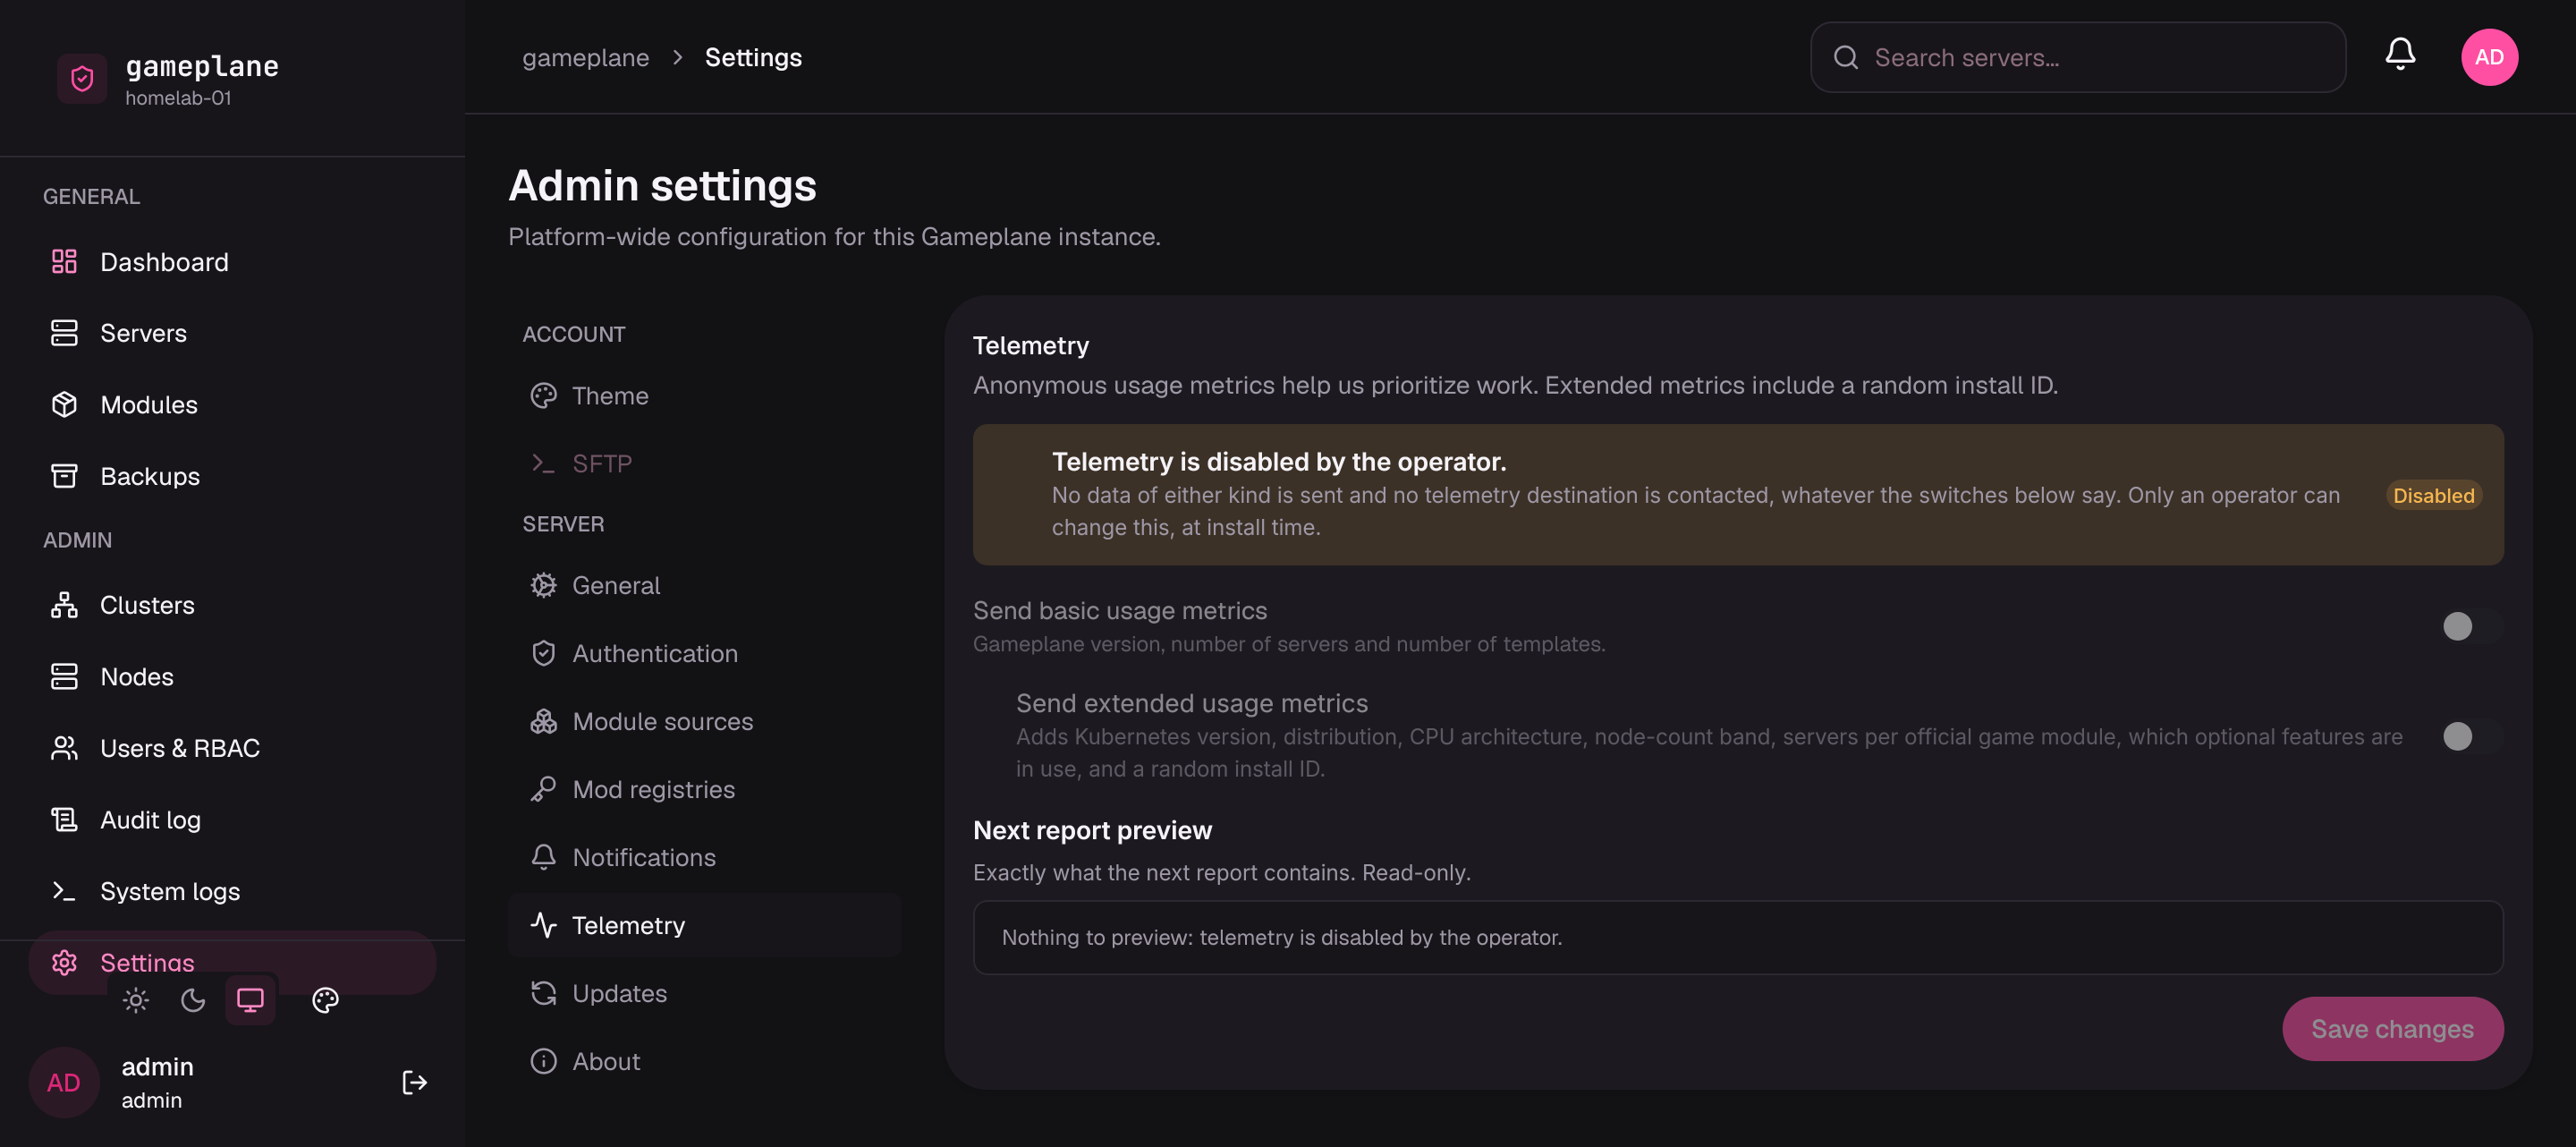 gameplane
homelab-01
GENERAL
Dashboard
Servers
Modules
Backups
ADMIN
Clusters
Nodes
Users & RBAC
Audit log
System logs
Settings
AD
admin
admin
gameplane > Settings
Search servers...
AD
Admin settings
Platform-wide configuration for this Gameplane instance.
ACCOUNT
Theme
SFTP
SERVER
General
Authentication
Module sources
Mod registries
Notifications
Telemetry
Updates
About
Telemetry
Anonymous usage metrics help us prioritize work. Extended metrics include a random install ID.
Telemetry is disabled by the operator.
No data of either kind is sent and no telemetry destination is contacted, whatever the switches below say. Only an operator can
change this, at install time.
Disabled
Send basic usage metrics
Gameplane version, number of servers and number of templates.
Send extended usage metrics
Adds Kubernetes version, distribution, CPU architecture, node-count band, servers per official game module, which optional features are
in use, and a random install ID.
Next report preview
Exactly what the next report contains. Read-only.
Nothing to preview: telemetry is disabled by the operator.
Save changes